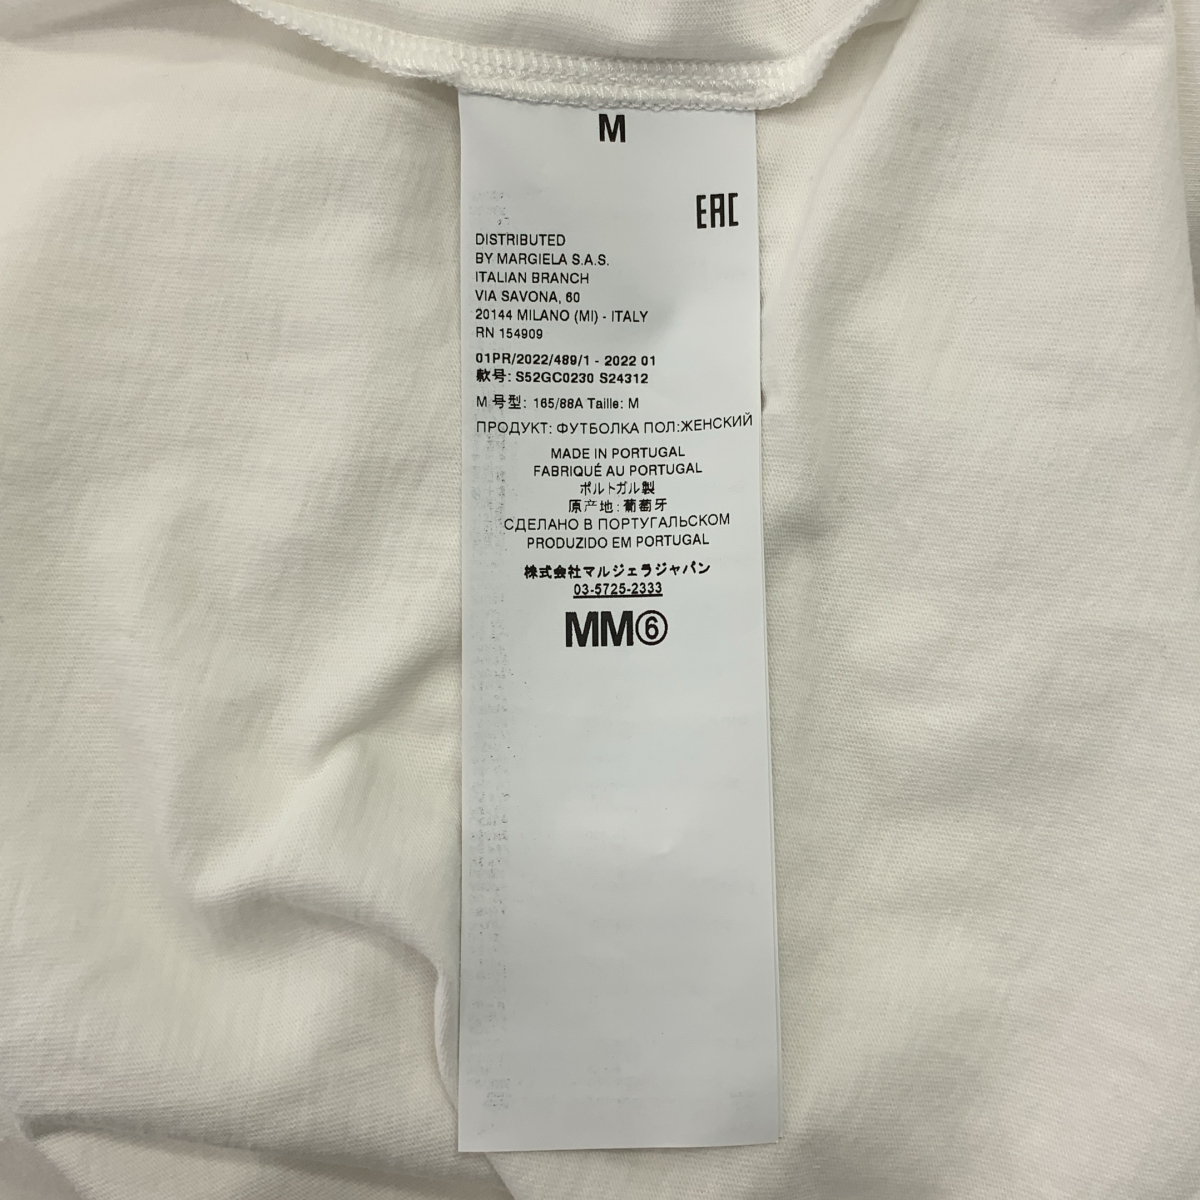 M
EAC
DISTRIBUTED
BY MARGIELA S.A.S.
ITALIAN BRANCH
VIA SAVONA, 60
20144 MILANO (MI) - ITALY
RN 154909
01PR/2022/489/1 - 2022 01
款号: S52GC0230 S24312
M 号型: 165/88A Taille: M
ПРОДУКТ: ФУТБОЛКА ПОЛ:ЖЕНСКИЙ
MADE IN PORTUGAL
FABRIQUÉ AU PORTUGAL
ポルトガル製
原产地: 葡萄牙
СДЕЛАНО В ПОРТУГАЛЬСКОМ
PRODUZIDO EM PORTUGAL
株式会社マルジェラジャパン
03-5725-2333
MM⑥